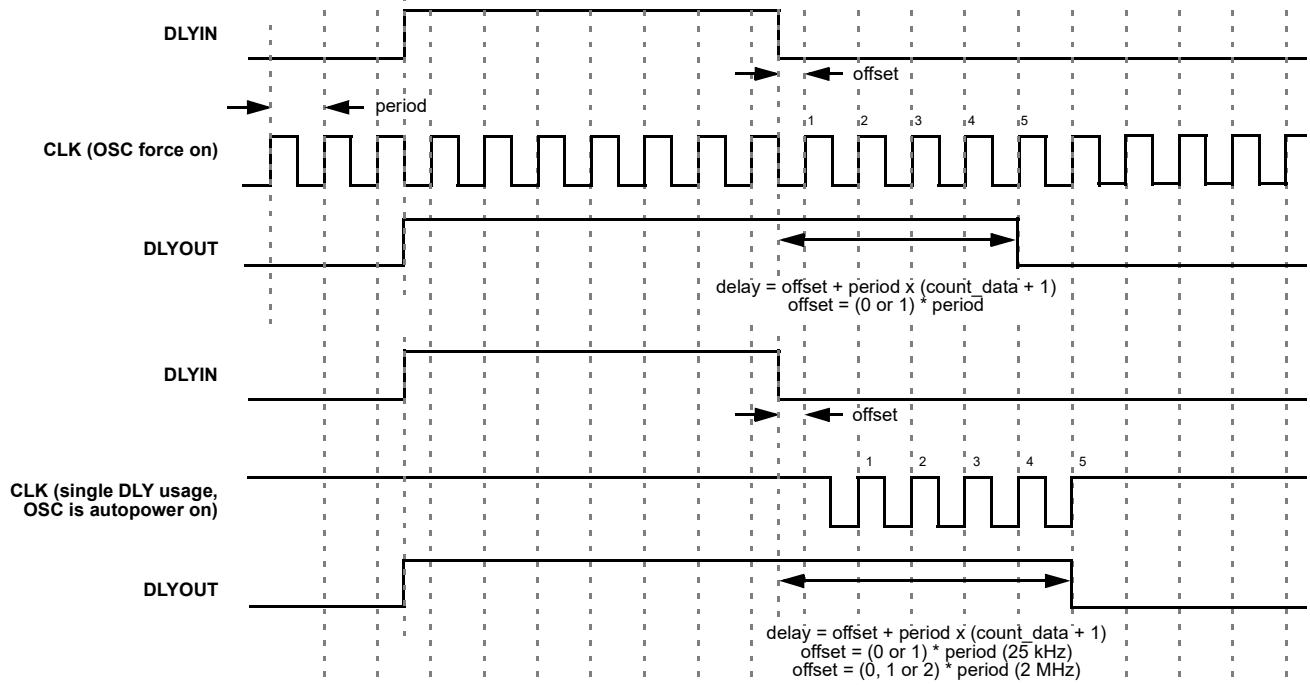 DLYIN
offset
period
1 2 3 4 5
CLK (OSC force on)
DLYOUT
delay = offset + period x (count_data + 1)
offset = (0 or 1) * period
DLYIN
offset
1 2 3 4 5
CLK (single DLY usage,
OSC is autopower on)
DLYOUT
delay = offset + period x (count_data + 1)
offset = (0 or 1) * period (25 kHz)
offset = (0, 1 or 2) * period (2 MHz)